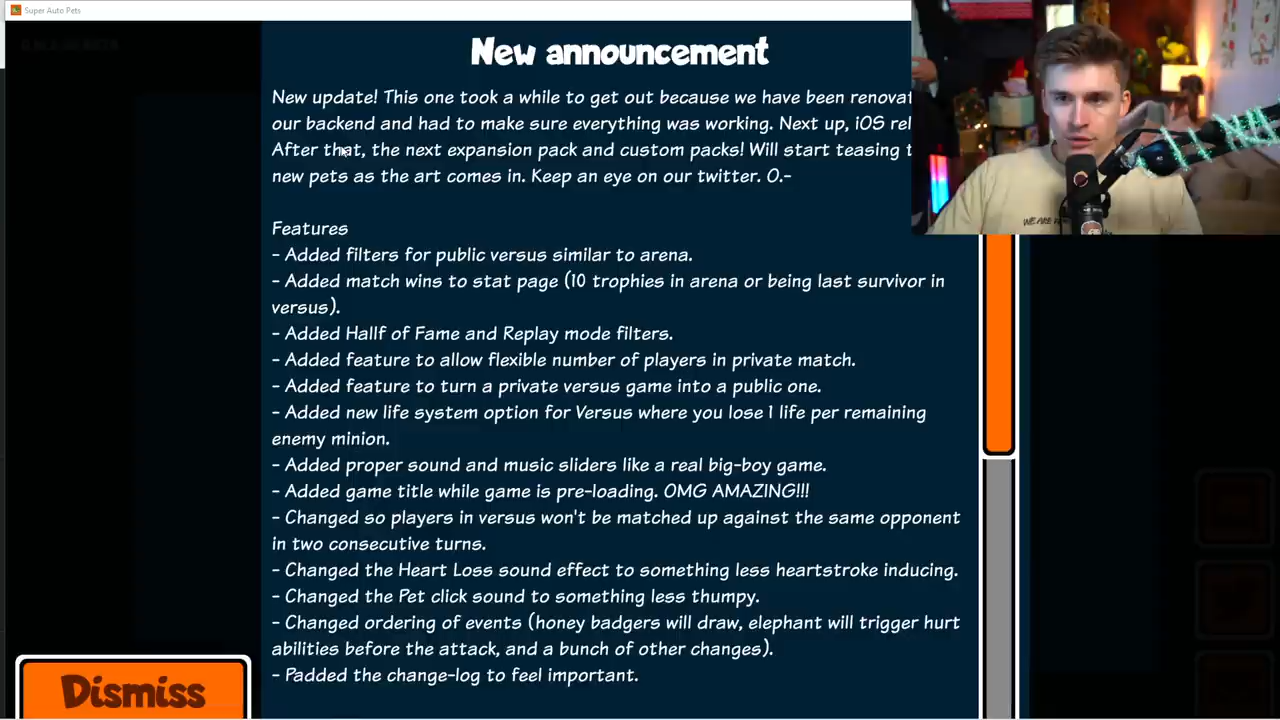 Super Auto Pets
New announcement
New update! This one took a while to get out because we have been renovat
our backend and had to make sure everything was working. Next up, iOS rel
After that, the next expansion pack and custom packs! Will start teasing t
new pets as the art comes in. Keep an eye on our twitter. O.-
Features
- Added filters for public versus similar to arena.
- Added match wins to stat page (10 trophies in arena or being last survivor in
versus).
- Added Hallf of Fame and Replay mode filters.
- Added feature to allow flexible number of players in private match.
- Added feature to turn a private versus game into a public one.
- Added new life system option for Versus where you lose 1 life per remaining
enemy minion.
- Added proper sound and music sliders like a real big-boy game.
- Added game title while game is pre-loading. OMG AMAZING!!!
- Changed so players in versus won't be matched up against the same opponent
in two consecutive turns.
- Changed the Heart Loss sound effect to something less heartstroke inducing.
- Changed the Pet click sound to something less thumpy.
- Changed ordering of events (honey badgers will draw, elephant will trigger hurt
abilities before the attack, and a bunch of other changes).
- Padded the change-log to feel important.
Dismiss
WE ARE